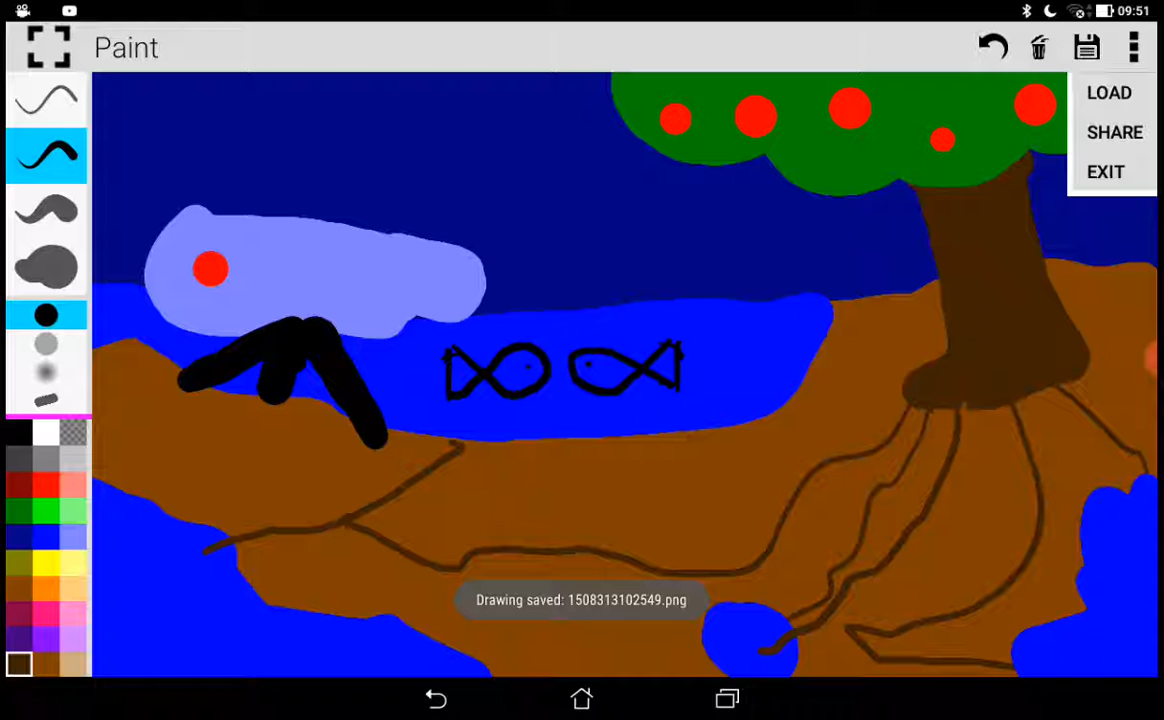 09:51
Paint
LOAD
SHARE
EXIT
Drawing saved: 1508313102549.png